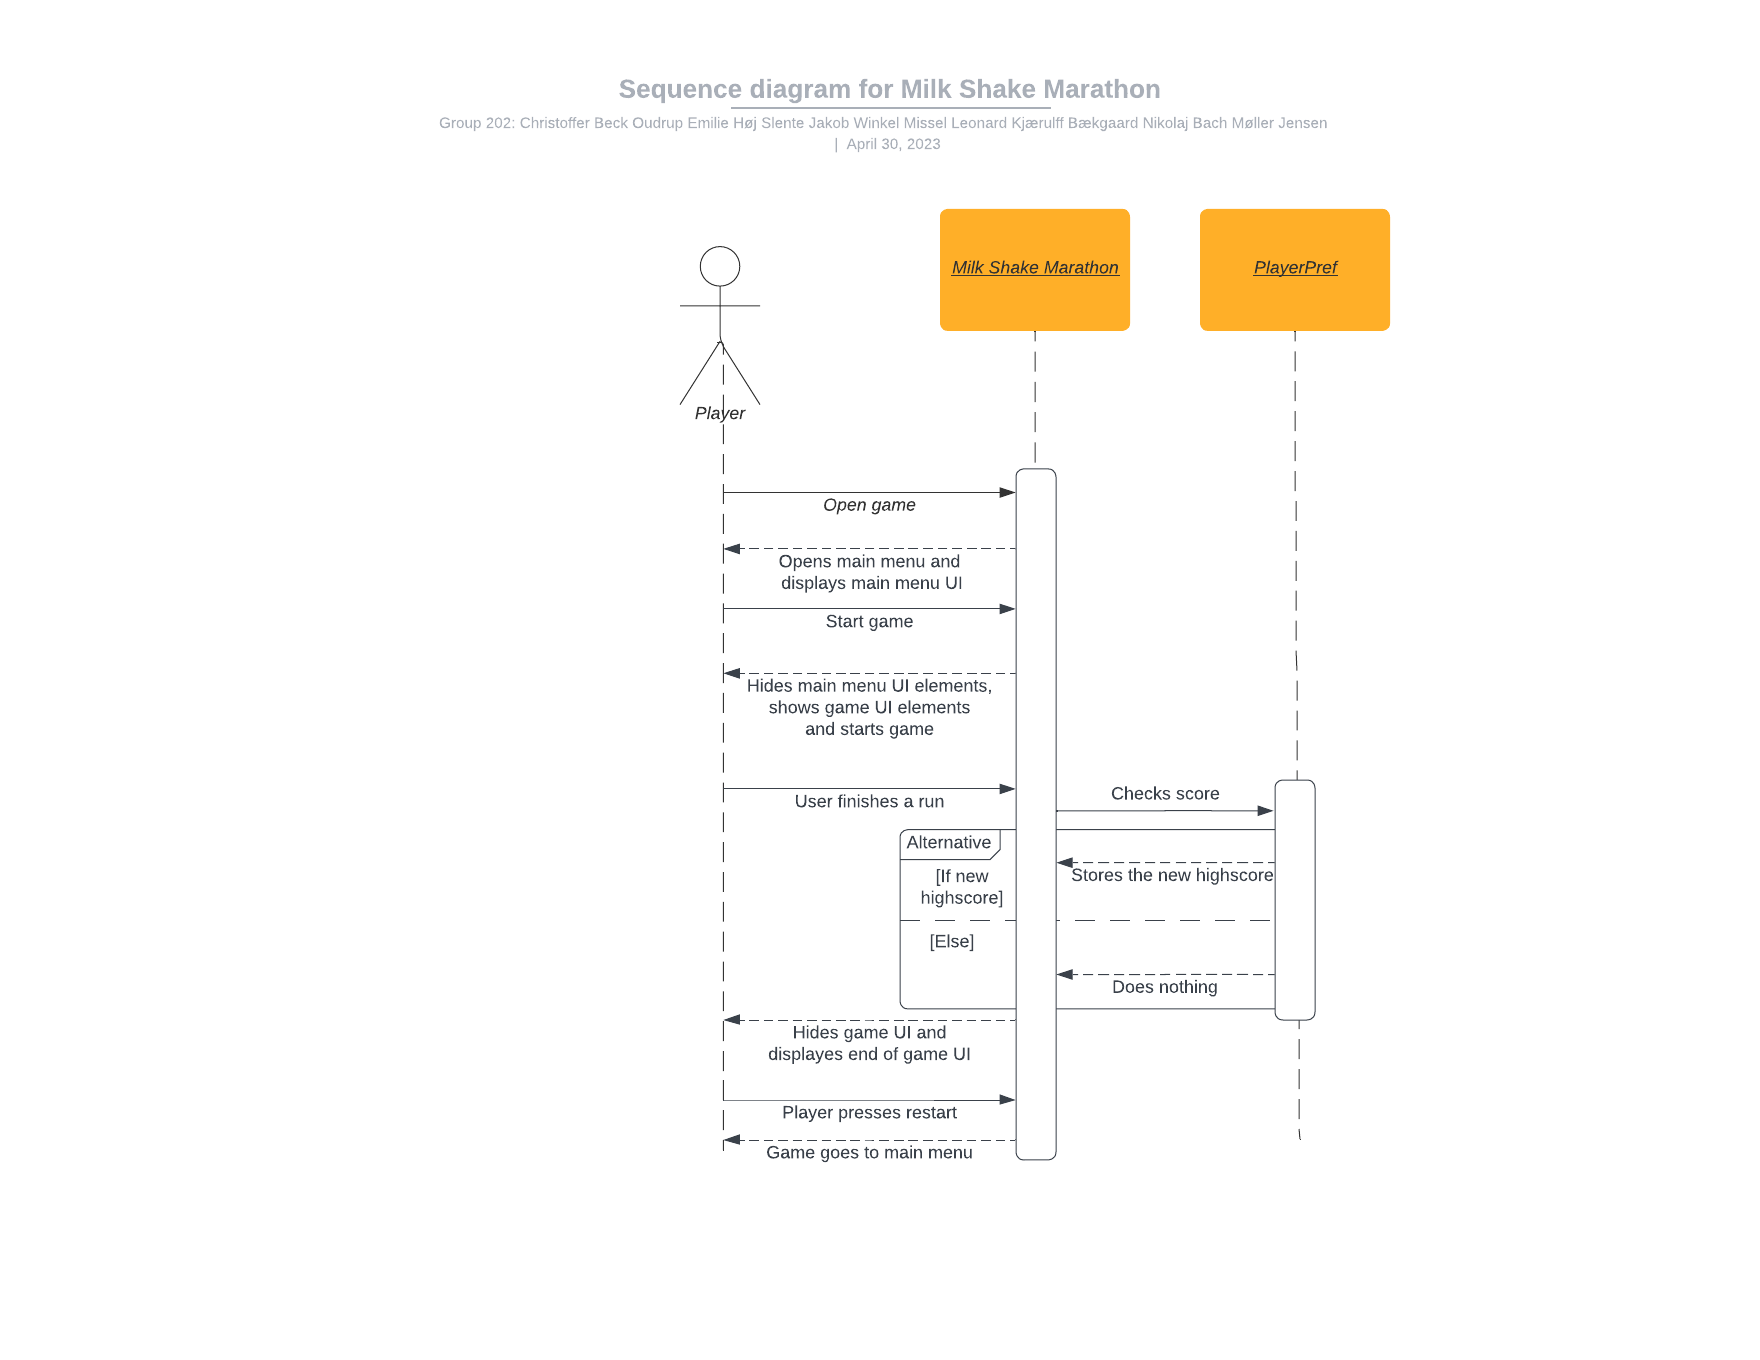 Sequence diagram for Milk Shake Marathon
Group 202: Christoffer Beck Oudrup Emilie Høj Slente Jakob Winkel Missel Leonard Kjærulff Bækgaard Nikolaj Bach Møller Jensen
| April 30, 2023
Milk Shake Marathon
PlayerPref
Player
Open game
Opens main menu and
displays main menu UI
Start game
Hides main menu UI elements,
shows game UI elements
and starts game
Checks score
User finishes a run
Alternative
[If new
highscore]
Stores the new highscore
[Else]
Does nothing
Hides game UI and
displayes end of game UI
Player presses restart
Game goes to main menu